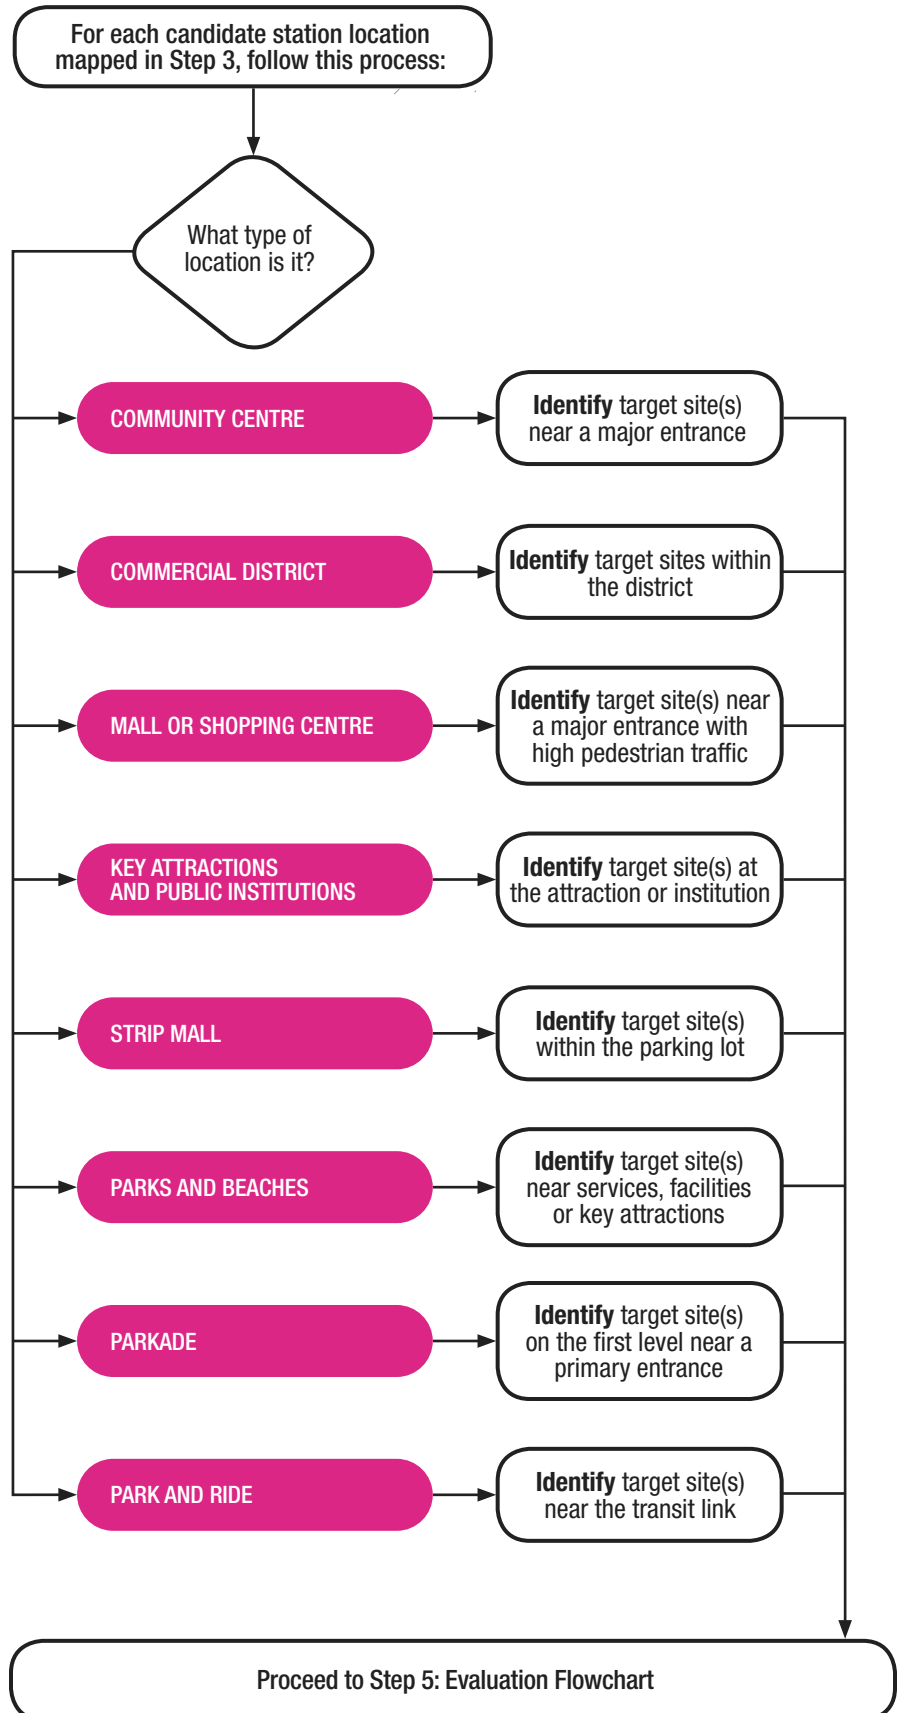 For each candidate station location
mapped in Step 3, follow this process:
What type of
location is it?
COMMUNITY CENTRE
Identify target site(s)
near a major entrance
COMMERCIAL DISTRICT
Identify target sites within
the district
MALL OR SHOPPING CENTRE
Identify target site(s) near
a major entrance with
high pedestrian traffic
KEY ATTRACTIONS
AND PUBLIC INSTITUTIONS
Identify target site(s) at
the attraction or institution
STRIP MALL
Identify target site(s)
within the parking lot
PARKS AND BEACHES
Identify target site(s)
near services, facilities
or key attractions
PARKADE
Identify target site(s)
on the first level near a
primary entrance
PARK AND RIDE
Identify target site(s)
near the transit link
Proceed to Step 5: Evaluation Flowchart